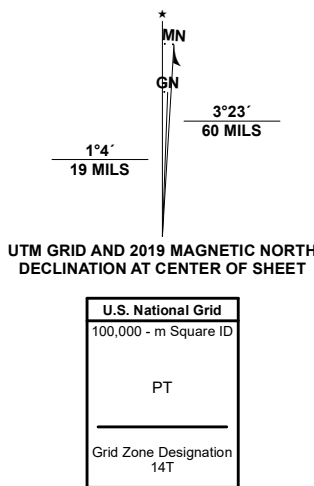 ★
MN
GN
3°23´
60 MILS
1°4´
19 MILS
UTM GRID AND 2019 MAGNETIC NORTH
DECLINATION AT CENTER OF SHEET
U.S. National Grid
100,000 - m Square ID
PT
Grid Zone Designation
14T